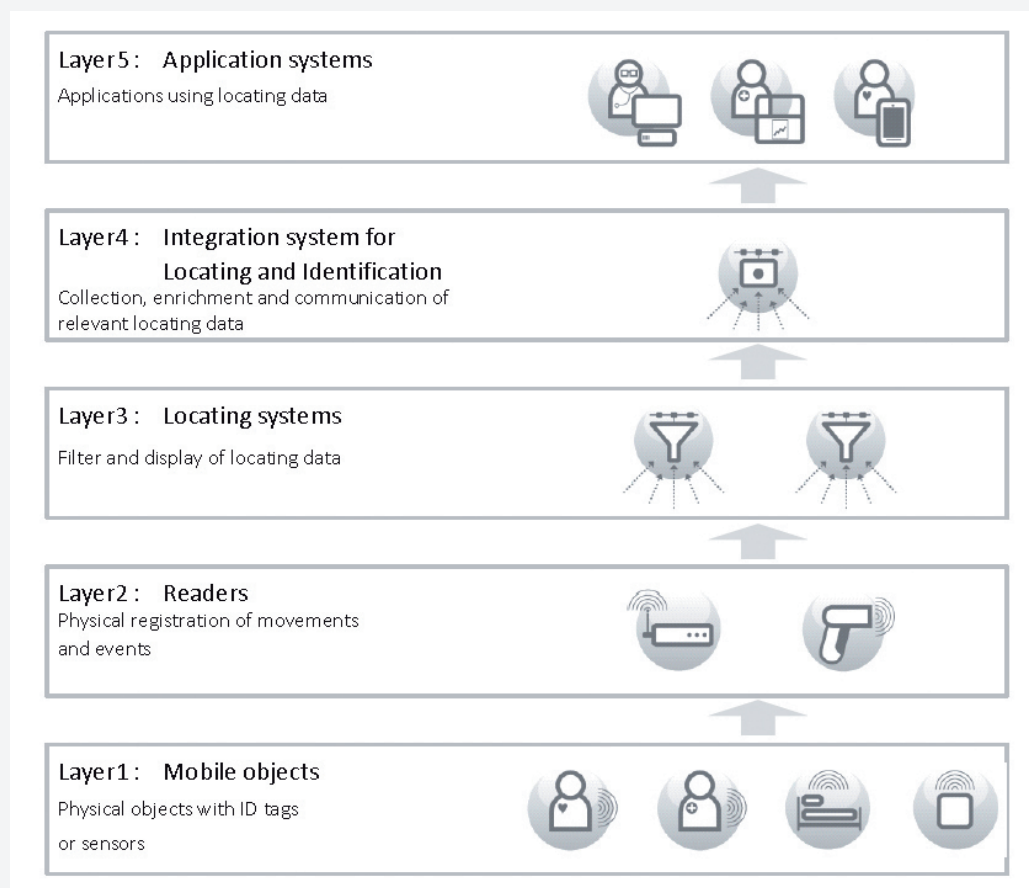 Layer5: Application systems
Applications using locating data
Layer4: Integration system for
Locating and Identification
Collection, enrichment and communication of
relevant locating data
Layer3: Locating systems
Filter and display of locating data
Layer2: Readers
Physical registration of movements
and events
Layer1: Mobile objects
Physical objects with ID tags
or sensors